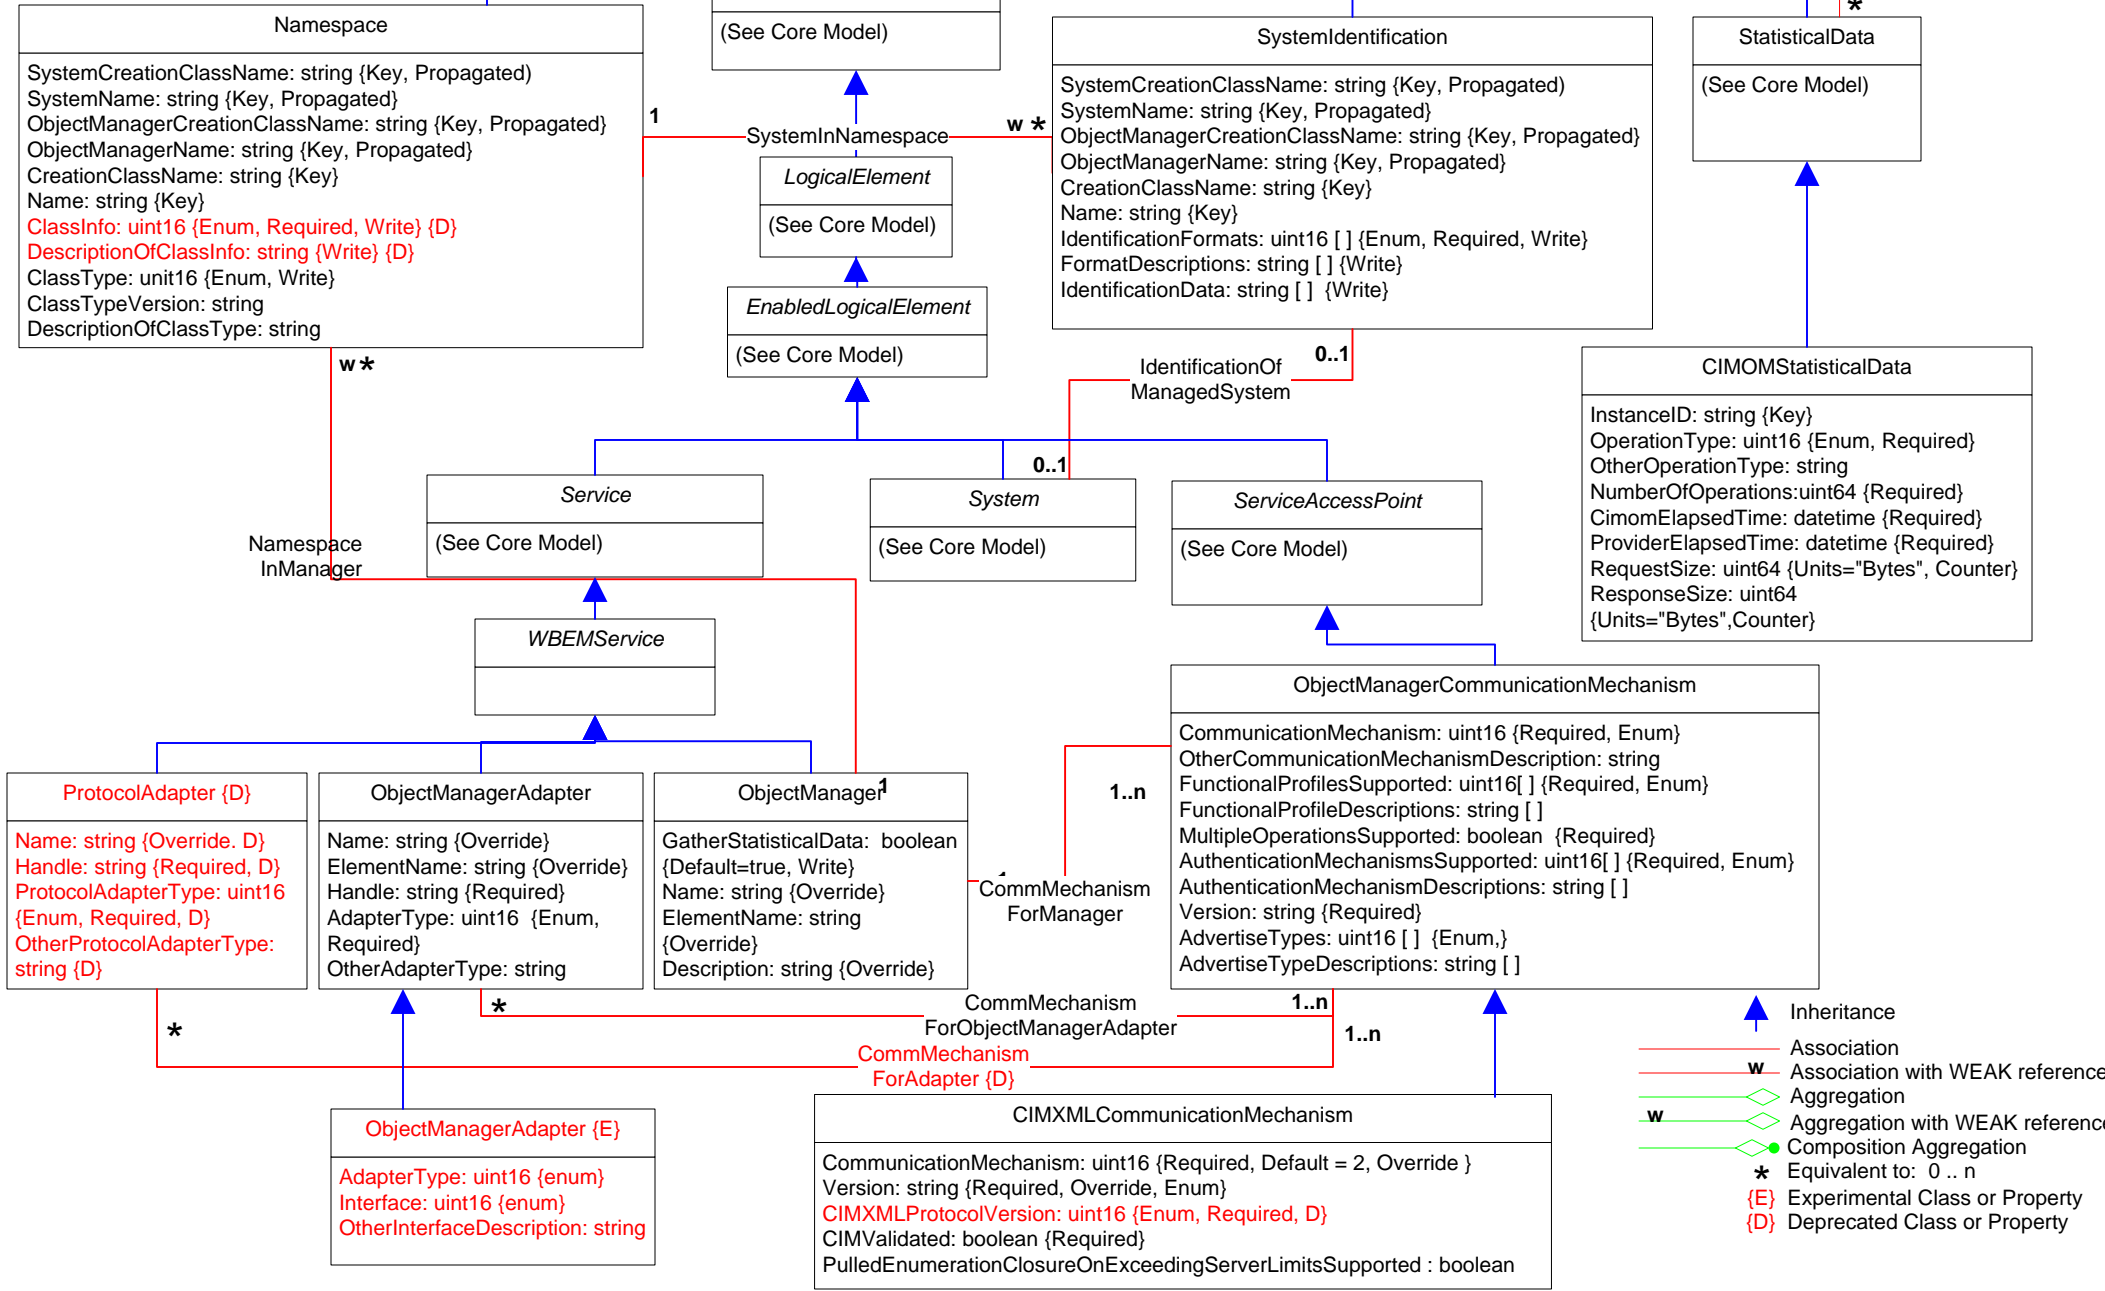 Namespace
SystemCreationClassName: string {Key, Propagated)
SystemName: string {Key, Propagated}
ObjectManagerCreationClassName: string {Key, Propagated}
ObjectManagerName: string {Key, Propagated}
CreationClassName: string {Key}
Name: string {Key}
ClassInfo: uint16 {Enum, Required, Write} {D}
DescriptionOfClassInfo: string {Write} {D}
ClassType: unit16 {Enum, Write}
ClassTypeVersion: string
DescriptionOfClassType: string
(See Core Model)
1
SystemInNamespace
w *
SystemIdentification
SystemCreationClassName: string {Key, Propagated)
SystemName: string {Key, Propagated}
ObjectManagerCreationClassName: string {Key, Propagated}
ObjectManagerName: string {Key, Propagated}
CreationClassName: string {Key}
Name: string {Key}
IdentificationFormats: uint16 [ ] {Enum, Required, Write}
FormatDescriptions: string [ ] {Write}
IdentificationData: string [ ]  {Write}
*
StatisticalData
(See Core Model)
LogicalElement
(See Core Model)
EnabledLogicalElement
(See Core Model)
w *
IdentificationOf
ManagedSystem
0..1
0..1
CIMOMStatisticalData
InstanceID: string {Key}
OperationType: uint16 {Enum, Required}
OtherOperationType: string
NumberOfOperations:uint64 {Required}
CimomElapsedTime: datetime {Required}
ProviderElapsedTime: datetime {Required}
RequestSize: uint64 {Units="Bytes", Counter}
ResponseSize: uint64
{Units="Bytes",Counter}
Service
(See Core Model)
System
(See Core Model)
ServiceAccessPoint
(See Core Model)
Namespace
InManager
WBEMService
ProtocolAdapter {D}
Name: string {Override. D}
Handle: string {Required, D}
ProtocolAdapterType: uint16
{Enum, Required, D}
OtherProtocolAdapterType:
string {D}
ObjectManagerAdapter
Name: string {Override}
ElementName: string {Override}
Handle: string {Required}
AdapterType: uint16  {Enum,
Required}
OtherAdapterType: string
1
ObjectManager
GatherStatisticalData:  boolean
{Default=true, Write}
Name: string {Override}
ElementName: string
{Override}
Description: string {Override}
1..n
1
CommMechanism
ForManager
ObjectManagerCommunicationMechanism
CommunicationMechanism: uint16 {Required, Enum}
OtherCommunicationMechanismDescription: string
FunctionalProfilesSupported: uint16[ ] {Required, Enum}
FunctionalProfileDescriptions: string [ ]
MultipleOperationsSupported: boolean  {Required}
AuthenticationMechanismsSupported: uint16[ ] {Required, Enum}
AuthenticationMechanismDescriptions: string [ ]
Version: string {Required}
AdvertiseTypes: uint16 [ ]  {Enum,}
AdvertiseTypeDescriptions: string [ ]
*
CommMechanism
ForObjectManagerAdapter
1..n
*
CommMechanism
ForAdapter {D}
1..n
ObjectManagerAdapter {E}
AdapterType: uint16 {enum}
Interface: uint16 {enum}
OtherInterfaceDescription: string
CIMXMLCommunicationMechanism
CommunicationMechanism: uint16 {Required, Default = 2, Override }
Version: string {Required, Override, Enum}
CIMXMLProtocolVersion: uint16 {Enum, Required, D}
CIMValidated: boolean {Required}
PulledEnumerationClosureOnExceedingServerLimitsSupported : boolean
Inheritance
Association
w Association with WEAK reference
Aggregation
w Aggregation with WEAK reference
Composition Aggregation
* Equivalent to:  0 .. n
{E} Experimental Class or Property
{D} Deprecated Class or Property